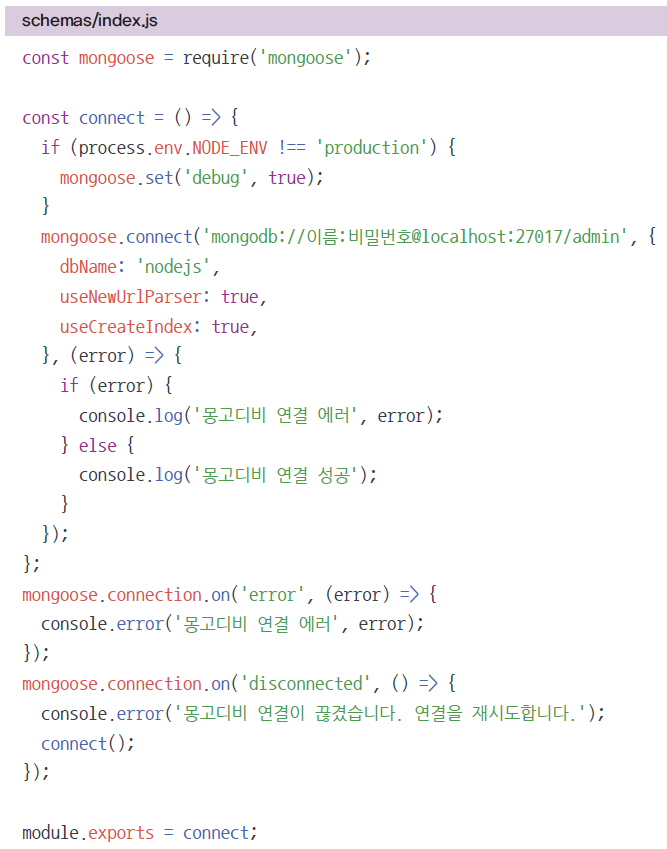 schemas/index.js
const mongoose = require('mongoose');

const connect = () => {
  if (process.env.NODE_ENV !== 'production') {
    mongoose.set('debug', true);
  }
  mongoose.connect('mongodb://이름:비밀번호@localhost:27017/admin', {
    dbName: 'nodejs',
    useNewUrlParser: true,
    useCreateIndex: true,
  }, (error) => {
    if (error) {
      console.log('몽고디비 연결 에러', error);
    } else {
      console.log('몽고디비 연결 성공');
    }
  });
};
mongoose.connection.on('error', (error) => {
  console.error('몽고디비 연결 에러', error);
});
mongoose.connection.on('disconnected', () => {
  console.error('몽고디비 연결이 끊겼습니다. 연결을 재시도합니다.');
  connect();
});

module.exports = connect;